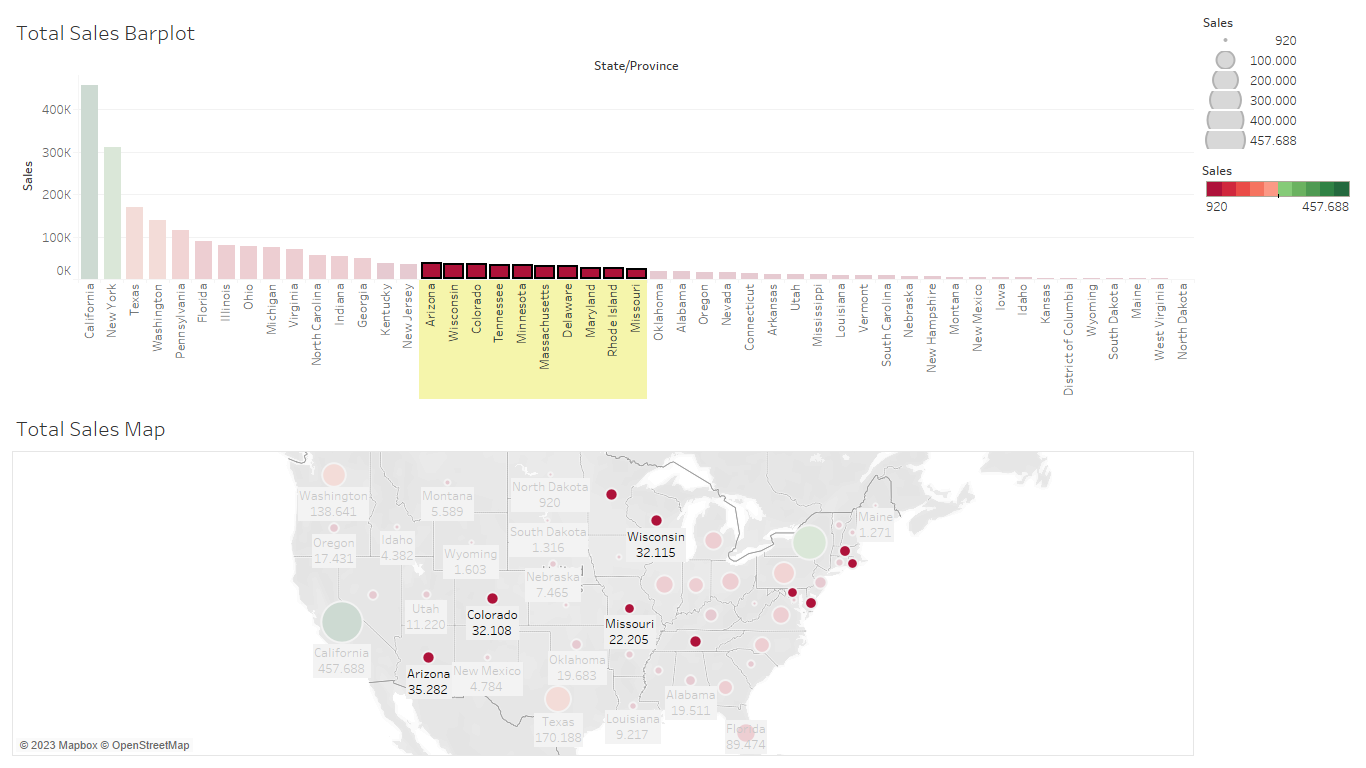 Total Sales Barplot
State/Province
Sales
400K
300K
200K
100K
0K
California
New York
Texas
Washington
Pennsylvania
Florida
Illinois
Ohio
Michigan
Virginia
North Carolina
Indiana
Georgia
Kentucky
New Jersey
Arizona
Wisconsin
Colorado
Tennessee
Minnesota
Massachusetts
Delaware
Maryland
Rhode Island
Missouri
Oklahoma
Alabama
Oregon
Nevada
Connecticut
Arkansas
Utah
Mississippi
Louisiana
Vermont
South Carolina
Nebraska
New Hampshire
Montana
New Mexico
Iowa
Idaho
Kansas
District of Columbia
Wyoming
South Dakota
Maine
West Virginia
North Dakota
Sales
920
100.000
200.000
300.000
400.000
457.688
Sales
920 457.688
Total Sales Map
Washington
138.641
Montana
5.589
North Dakota
920
Maine
1.271
Oregon
17.431
Idaho
4.382
Wyoming
1.603
South Dakota
1.316
Wisconsin
32.115
Nebraska
7.465
Utah
11.220
Colorado
32.108
Missouri
22.205
California
457.688
Arizona
35.282
New Mexico
4.784
Oklahoma
19.683
Alabama
19.511
Texas
170.188
Louisiana
9.217
Florida
89.474
© 2023 Mapbox © OpenStreetMap